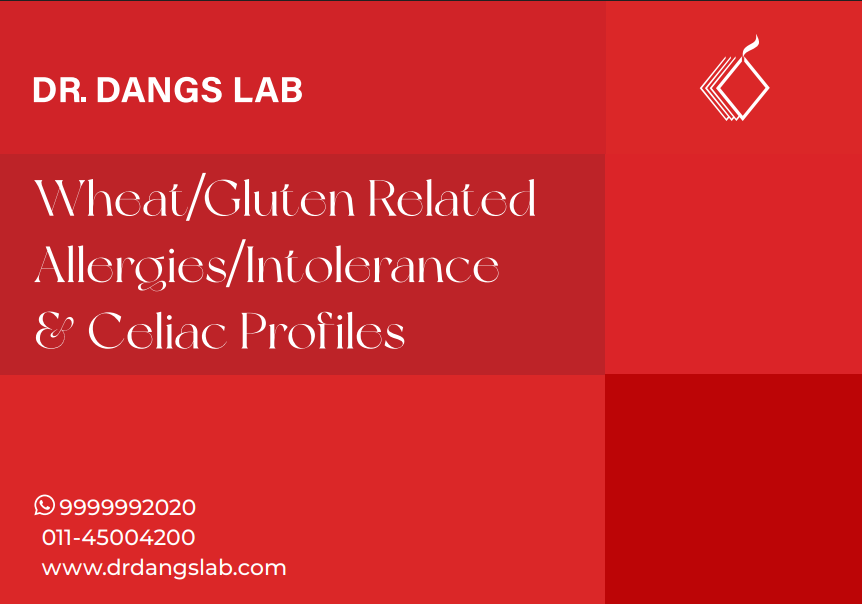 DR. DANGS LAB
Wheat/Gluten Related
Allergies/Intolerance
& Celiac Profiles
9999992020
011-45004200
www.drdangslab.com